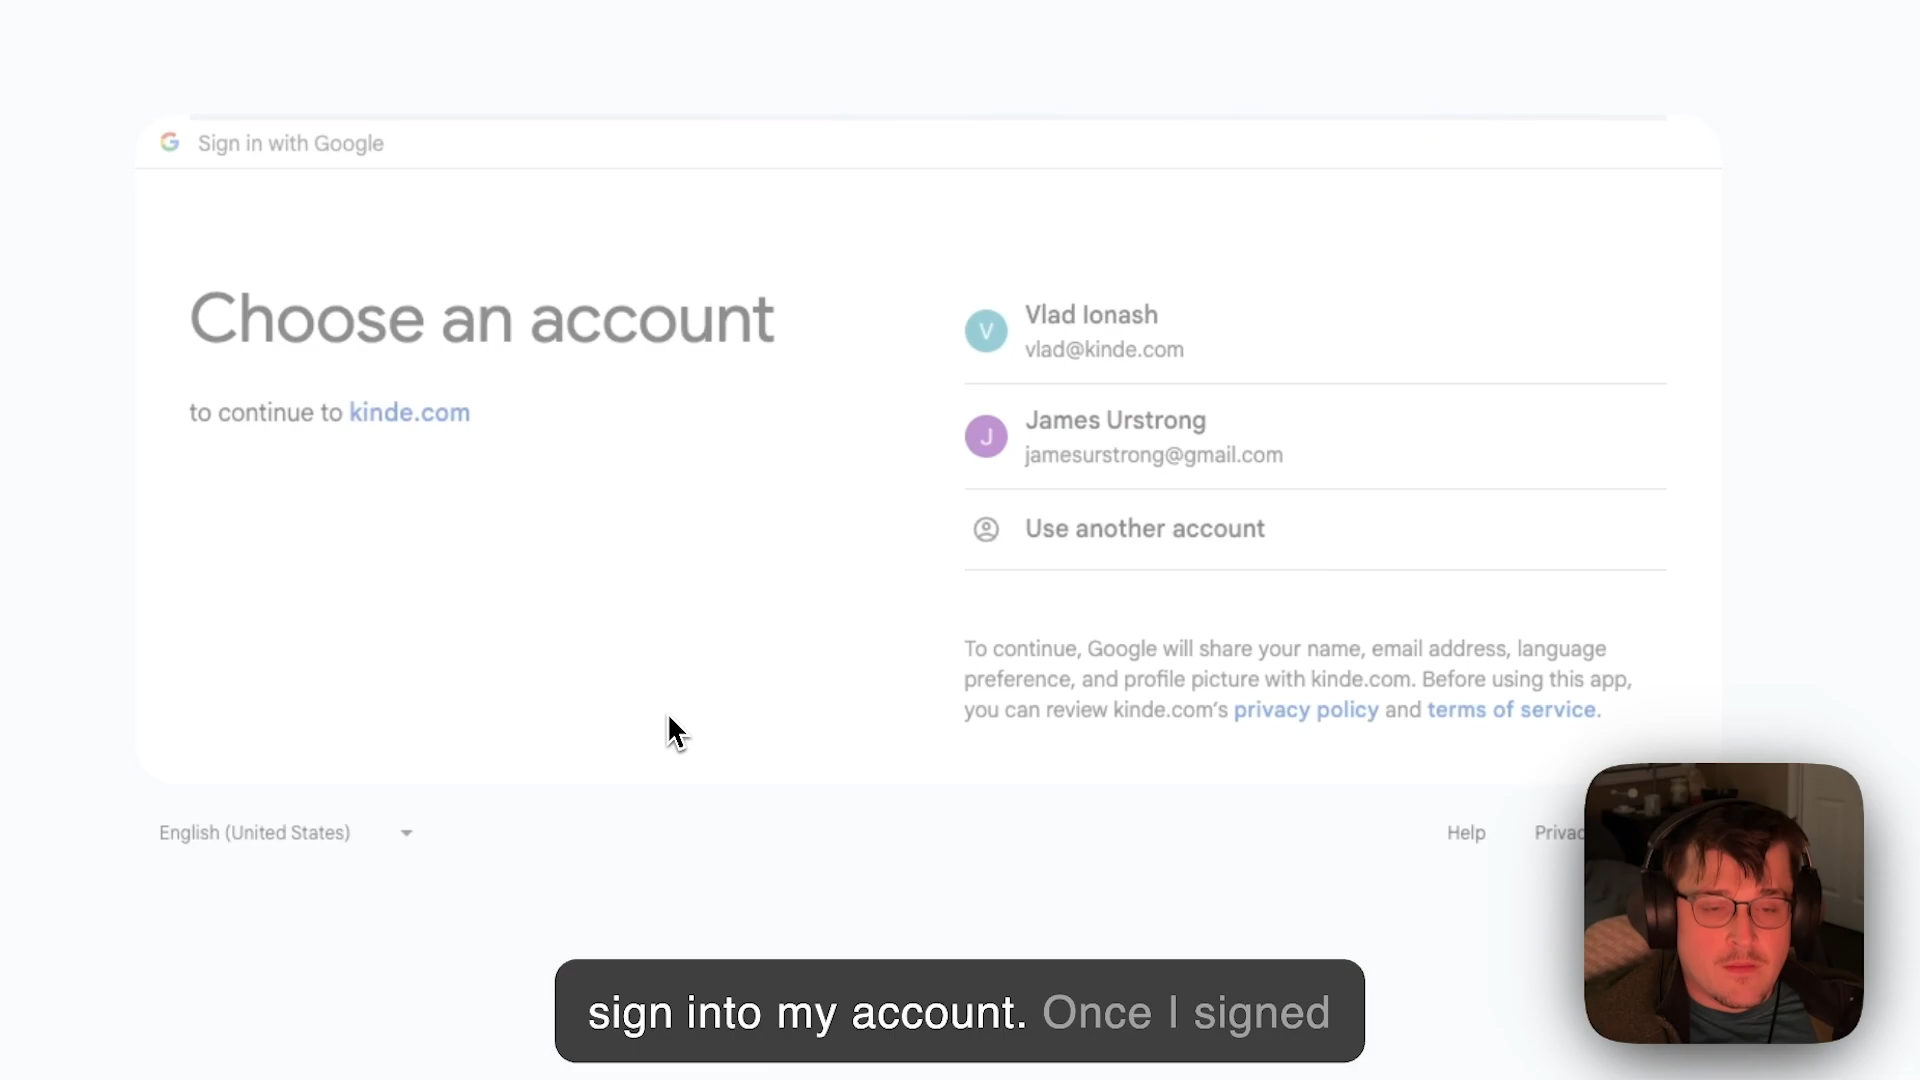 Sign in with Google
Choose an account
to continue to kinde.com
V
Vlad Ionash
vlad@kinde.com
J
James Urstrong
jamesurstrong@gmail.com
Use another account
To continue, Google will share your name, email address, language
preference, and profile picture with kinde.com. Before using this app,
you can review kinde.com’s privacy policy and terms of service.
English (United States)
Help
sign into my account. Once I signed